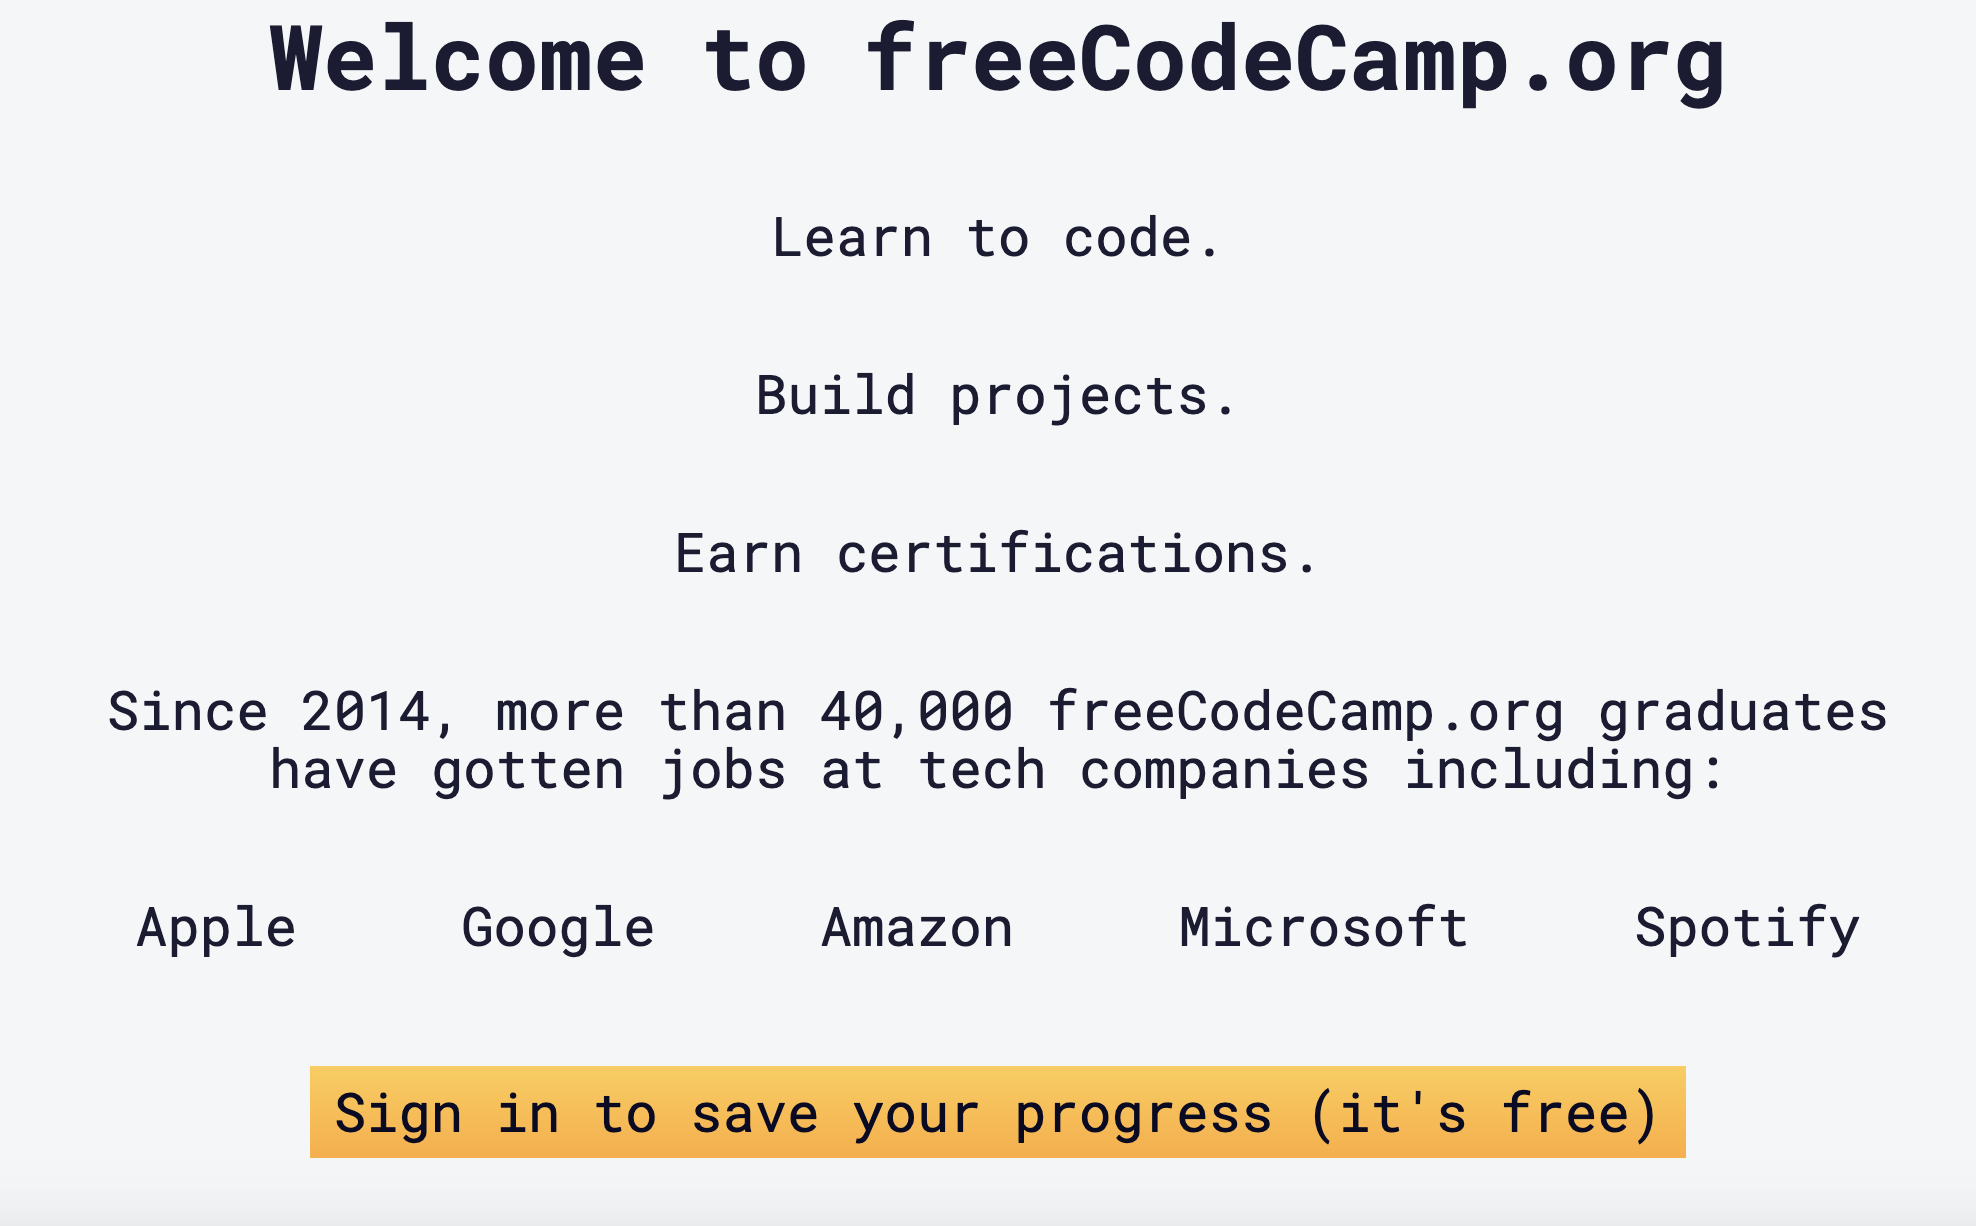 Welcome to freeCodeCamp.org
Learn to code.
Build projects.
Earn certifications.
Since 2014, more than 40,000 freeCodeCamp.org graduates
have gotten jobs at tech companies including:
Apple Google Amazon Microsoft Spotify
Sign in to save your progress (it's free)